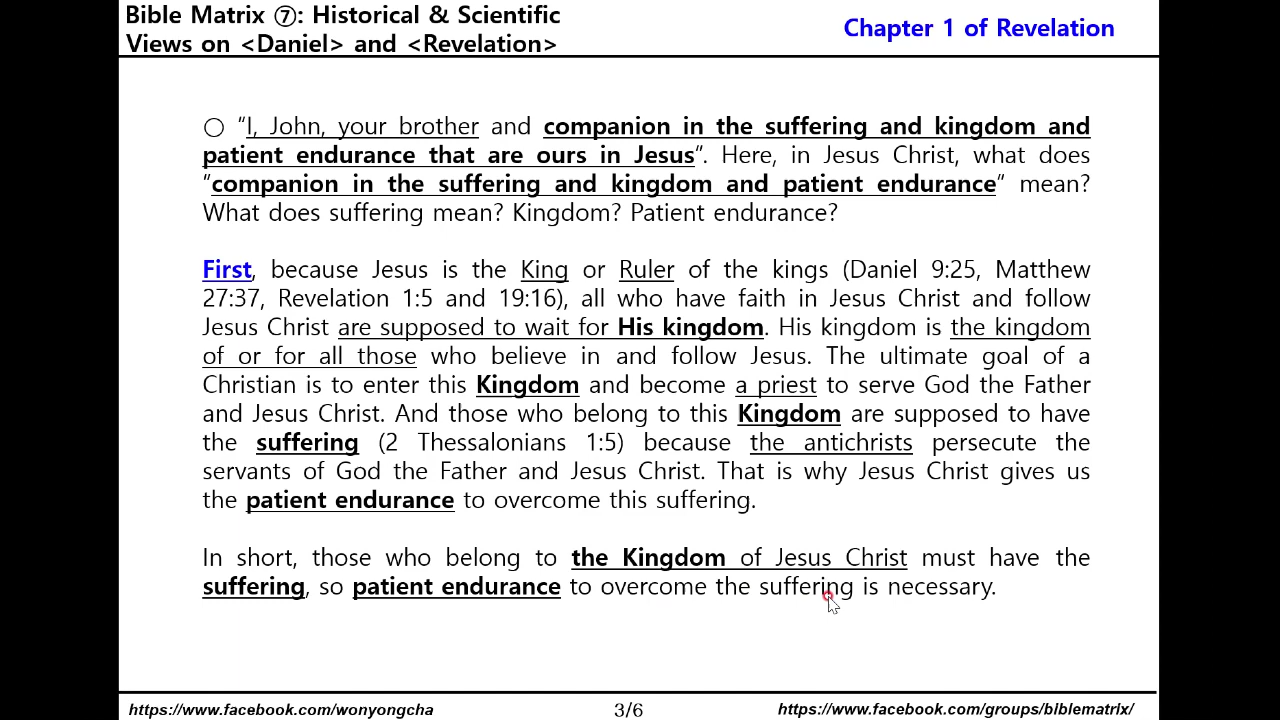 Bible Matrix ⑦: Historical & Scientific
Views on <Daniel> and <Revelation>
Chapter 1 of Revelation
○ “I, John, your brother and companion in the suffering and kingdom and
patient endurance that are ours in Jesus“. Here, in Jesus Christ, what does
“companion in the suffering and kingdom and patient endurance“ mean?
What does suffering mean? Kingdom? Patient endurance?
First, because Jesus is the King or Ruler of the kings (Daniel 9:25, Matthew
27:37, Revelation 1:5 and 19:16), all who have faith in Jesus Christ and follow
Jesus Christ are supposed to wait for His kingdom. His kingdom is the kingdom
of or for all those who believe in and follow Jesus. The ultimate goal of a
Christian is to enter this Kingdom and become a priest to serve God the Father
and Jesus Christ. And those who belong to this Kingdom are supposed to have
the suffering (2 Thessalonians 1:5) because the antichrists persecute the
servants of God the Father and Jesus Christ. That is why Jesus Christ gives us
the patient endurance to overcome this suffering.
In short, those who belong to the Kingdom of Jesus Christ must have the
suffering, so patient endurance to overcome the suffering is necessary.
https://www.facebook.com/wonyongcha
3/6
https://www.facebook.com/groups/biblematrix/